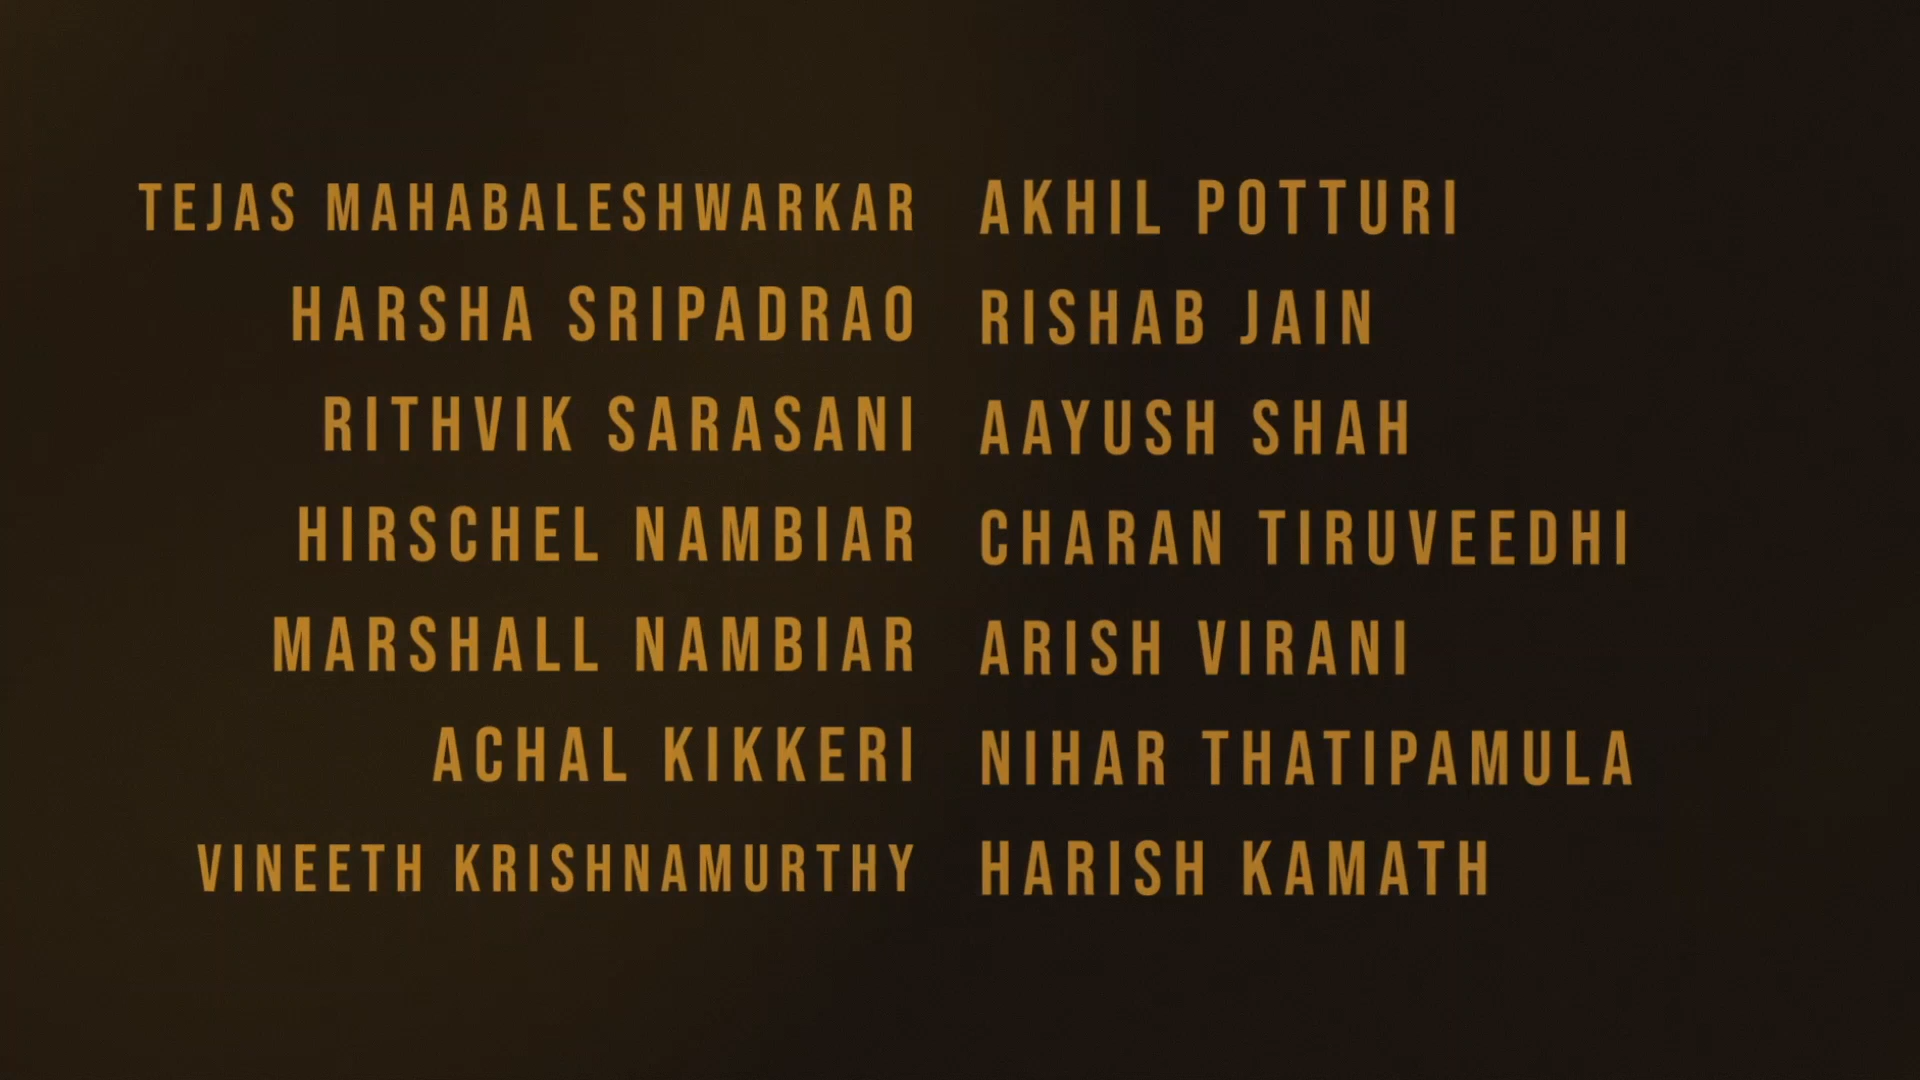 TEJAS MAHABALESHWARKAR
HARSHA SRIPADRAO
RITHVIK SARASANI
HIRSCHEL NAMBIAR
MARSHALL NAMBIAR
ACHAL KIKKERI
VINEETH KRISHNAMURTHY
AKHIL POTTURI
RISHAB JAIN
AAYUSH SHAH
CHARAN TIRUVEEDHI
ARISH VIRANI
NIHAR THATIPAMULA
HARISH KAMATH